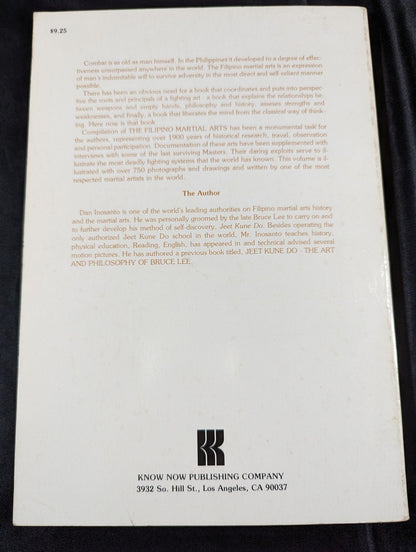 $9.25
Combat is as old as man himself. In the Philippines it developed to a degree of effec-
tiveness unsurpassed anywhere in the world. The Filipino martial arts is an expression
of man's indomitable will to survive adversity in the most direct and self-reliant manner
possible.
There has been an obvious need for a book that coordinates and puts into perspec-
tive the roots and principals of a fighting art - a book that explains the relationships be-
tween weapons and empty hands, philosophy and history, assesses strengths and
weaknesses, and finally, a book that liberates the mind from the classical way of think-
ing. Here now is that book.
Compilation of THE FILIPINO MARTIAL ARTS has been a monumental task for
the authors, representing over 1900 years of historical research, travel, observation
and personal participation. Documentation of these arts have been supplemented with
interviews with some of the last surviving Masters. Their daring exploits serve to il-
lustrate the most deadly fighting systems that the world has known. This volume is il-
lustrated with over 750 photographs and drawings and written by one of the most
respected martial artists in the world.
The Author
Dan Inosanto is one of the world's leading authorities on Filipino martial arts history
and the martial arts. He was personally groomed by the late Bruce Lee to carry on and
to further develop his method of self-discovery, Jeet Kune Do. Besides operating the
only authorized Jeet Kune Do school in the world, Mr. Inosanto teaches history,
physical education, Reading, English, has appeared in and technical advised several
motion pictures. He has authored a previous book titled, JEET KUNE DO - THE ART
AND PHILOSOPHY OF BRUCE LEE.
KNOW NOW PUBLISHING COMPANY
3932 So. Hill St., Los Angeles, CA 90037